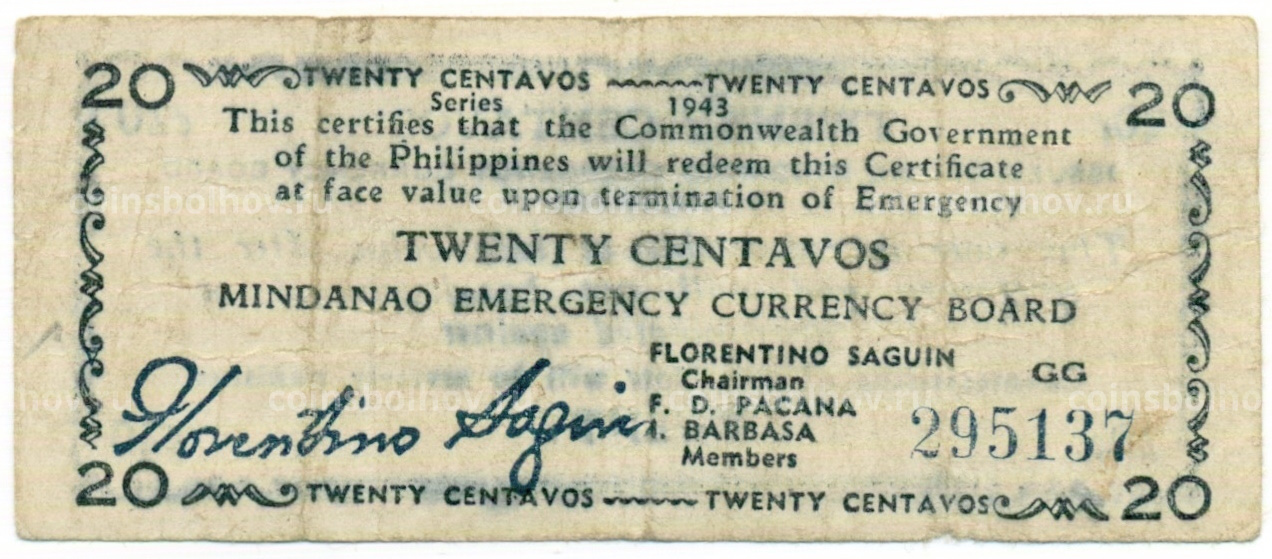 20 TWENTY CENTAVOS TWENTY CENTAVOS 20
Series 1943
This certifies that the Commonwealth Government
of the Philippines will redeem this Certificate
at face value upon termination of Emergency
TWENTY CENTAVOS
MINDANAO EMERGENCY CURRENCY BOARD
FLORENTINO SAGUIN
Chairman
GG
F. D. PACANA
BARBASA
Members
295137
Florentino Saguin
20 TWENTY CENTAVOS TWENTY CENTAVOS 20
coinsbolhov.ru